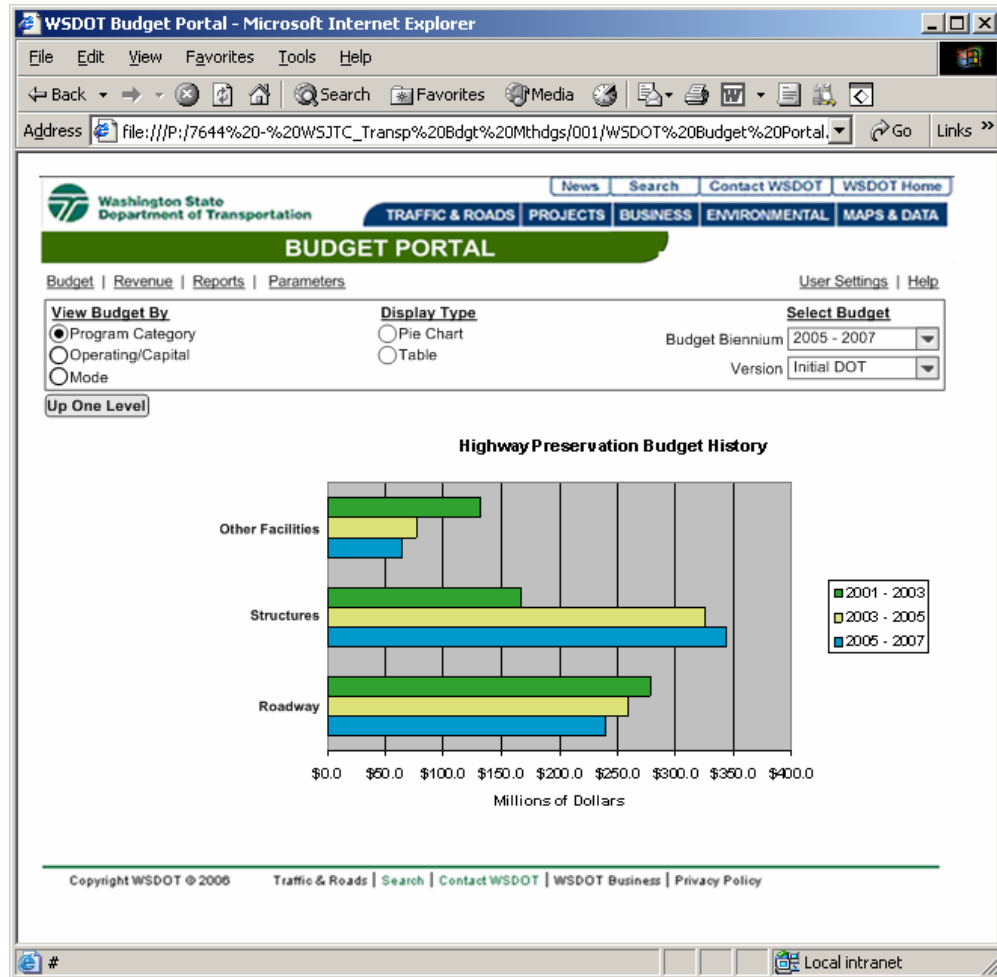 WSDOT Budget Portal - Microsoft Internet Explorer
File Edit View Favorites Tools Help
Back Search Favorites Media
Address file:///P:/7644%20-%20WSJTC_Transp%20Bdgt%20Mthdgs/001/WSDOT%20Budget%20Portal. Go Links »
News Search Contact WSDOT WSDOT Home
Washington State
Department of Transportation
TRAFFIC & ROADS PROJECTS BUSINESS ENVIRONMENTAL MAPS & DATA
BUDGET PORTAL
Budget | Revenue | Reports | Parameters User Settings | Help
View Budget By Display Type Select Budget
Program Category Pie Chart Budget Biennium 2005 - 2007
Operating/Capital Table Version Initial DOT
Mode
Up One Level
Highway Preservation Budget History
Other Facilities
Structures
Roadway
2001 - 2003
2003 - 2005
2005 - 2007
$0.0 $50.0 $100.0 $150.0 $200.0 $250.0 $300.0 $350.0 $400.0
Millions of Dollars
Copyright WSDOT © 2006 Traffic & Roads | Search | Contact WSDOT | WSDOT Business | Privacy Policy
# Local intranet